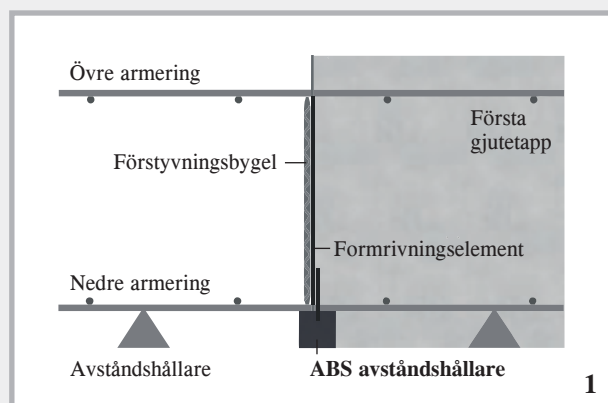 Övre armering
Första
gjutetapp
Förstyvningsbygel
Formrivningselement
Nedre armering
Avståndshållare
ABS avståndshållare
1